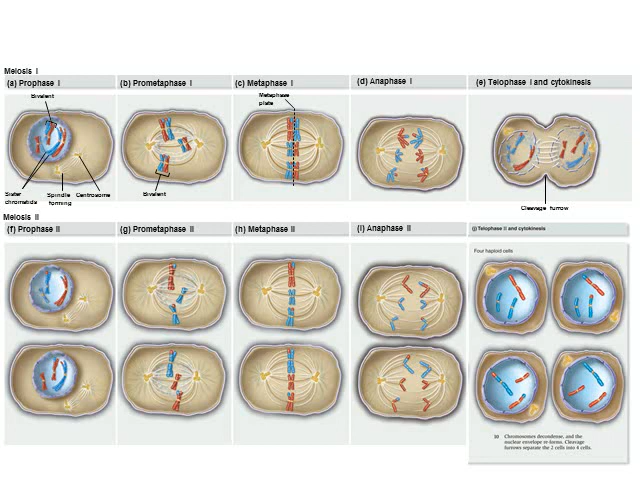 Meiosis I
(a) Prophase I
(b) Prometaphase I
(c) Metaphase I
(d) Anaphase I
(e) Telophase I and cytokinesis
Bivalent
Metaphase
plate
Sister
chromatids
Spindle
forming
Centrosome
Bivalent
Cleavage furrow
Meiosis II
(f) Prophase II
(g) Prometaphase II
(h) Metaphase II
(i) Anaphase II
(j) Telophase II and cytokinesis
Four haploid cells
10 Chromosomes decondense, and the
nuclear envelope re-forms. Cleavage
furrows separate the 2 cells into 4 cells.